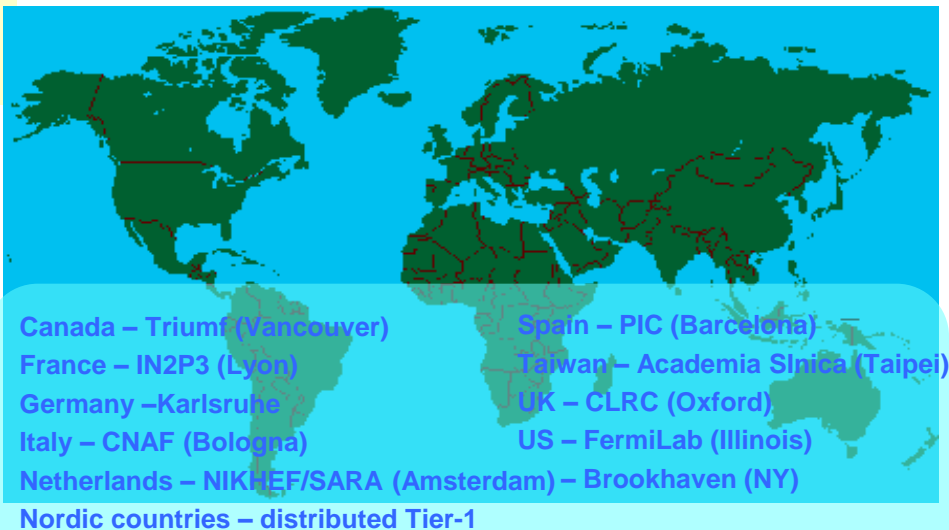 Canada – Triumf (Vancouver)
France – IN2P3 (Lyon)
Germany –Karlsruhe
Italy – CNAF (Bologna)
Netherlands – NIKHEF/SARA (Amsterdam)
Nordic countries – distributed Tier-1
Spain – PIC (Barcelona)
Taiwan – Academia SInica (Taipei)
UK – CLRC (Oxford)
US – FermiLab (Illinois)
– Brookhaven (NY)